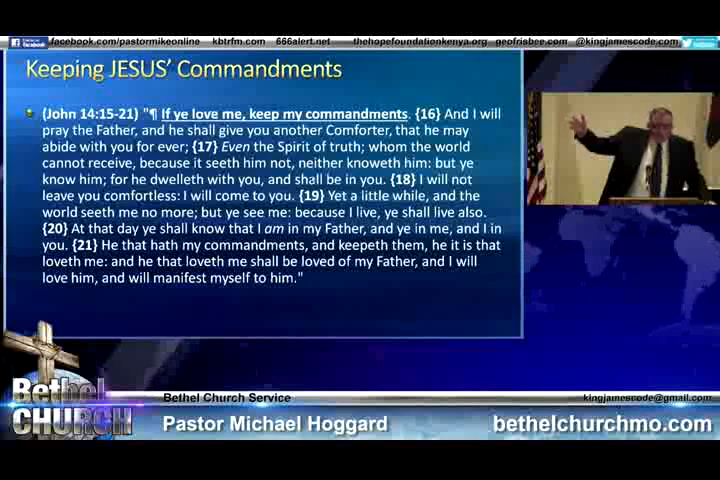 Find us on Facebook facebook.com/pastormikeonline kbtrfm.com 666alert.net thehopefoundationkenya.org geofrisbee.com @kingjamescode.com
Keeping JESUS’ Commandments
(John 14:15-21) "¶ If ye love me, keep my commandments. {16} And I will
pray the Father, and he shall give you another Comforter, that he may
abide with you for ever; {17} Even the Spirit of truth; whom the world
cannot receive, because it seeth him not, neither knoweth him: but ye
know him; for he dwelleth with you, and shall be in you. {18} I will not
leave you comfortless: I will come to you. {19} Yet a little while, and the
world seeth me no more; but ye see me: because I live, ye shall live also.
{20} At that day ye shall know that I am in my Father, and ye in me, and I in
you. {21} He that hath my commandments, and keepeth them, he it is that
loveth me: and he that loveth me shall be loved of my Father, and I will
love him, and will manifest myself to him."
Bethel
CHURCH
Bethel Church Service kingjamescode@gmail.com
Pastor Michael Hoggard bethelchurchmo.com